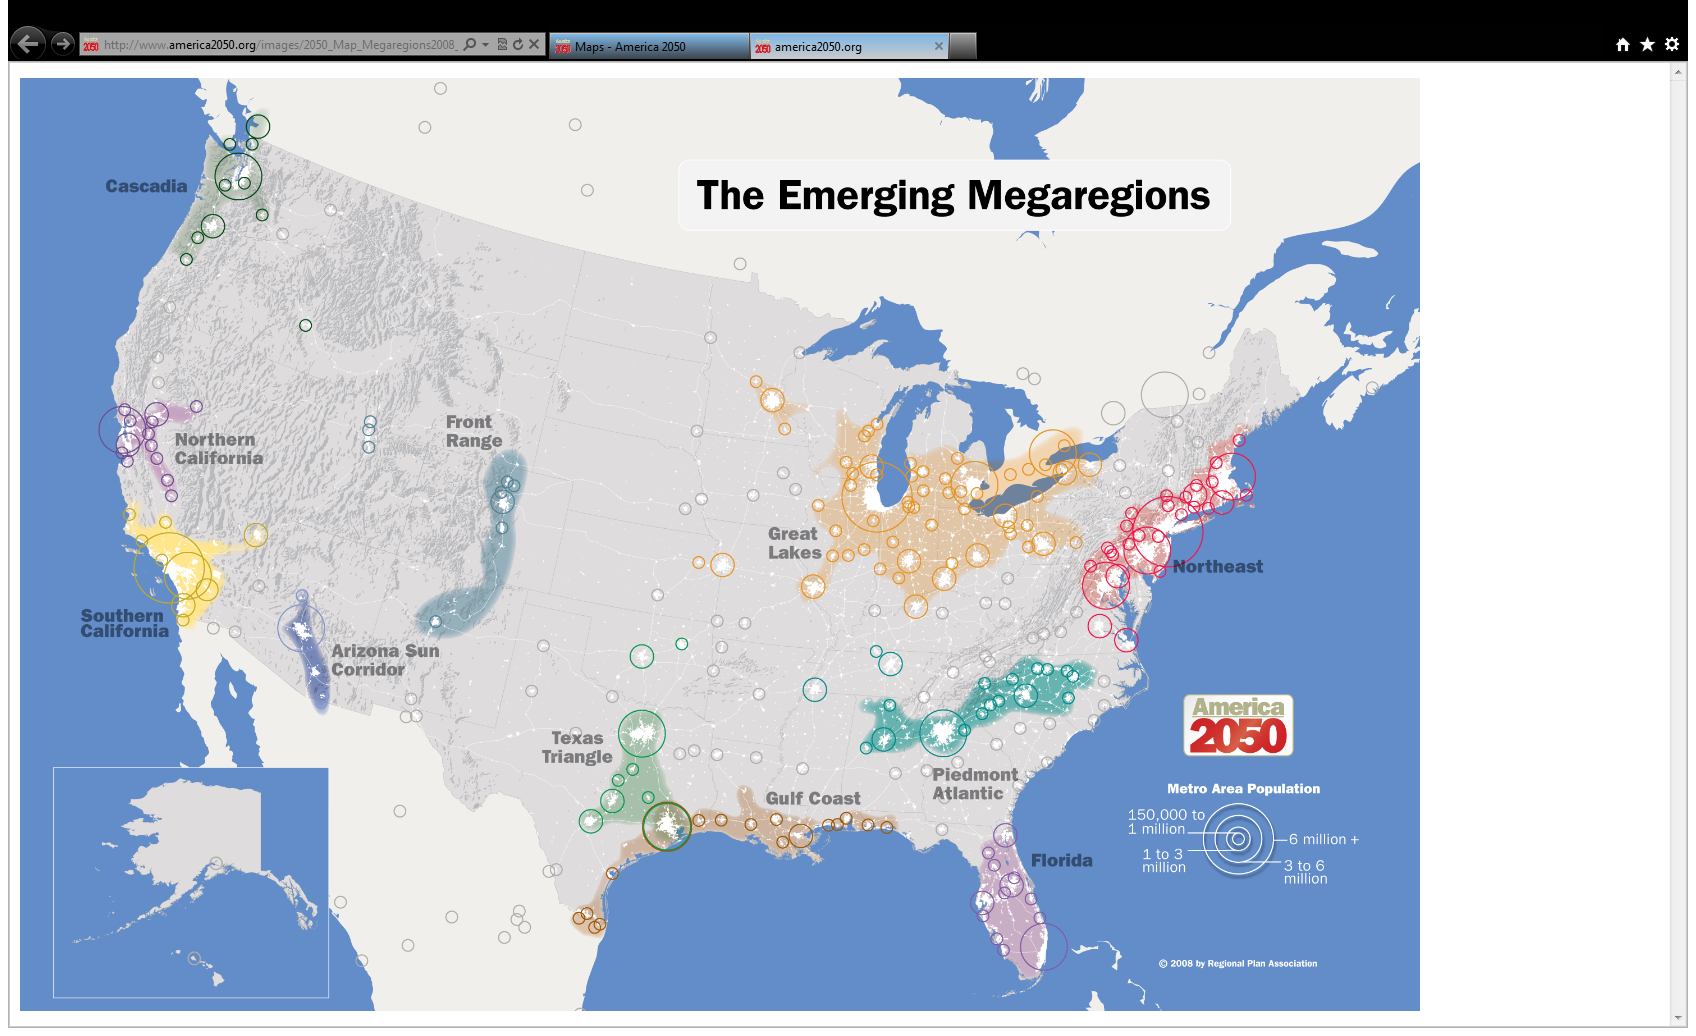 http://www.america2050.org/images/2050_Map_Megaregions2008_
Maps - America 2050
america2050.org
The Emerging Megaregions
Cascadia
Northern
California
Front
Range
Great
Lakes
Northeast
Southern
California
Arizona Sun
Corridor
Texas
Triangle
Gulf Coast
Piedmont
Atlantic
Florida
America
2050
Metro Area Population
150,000 to
1 million
1 to 3
million
6 million +
3 to 6
million
© 2008 by Regional Plan Association